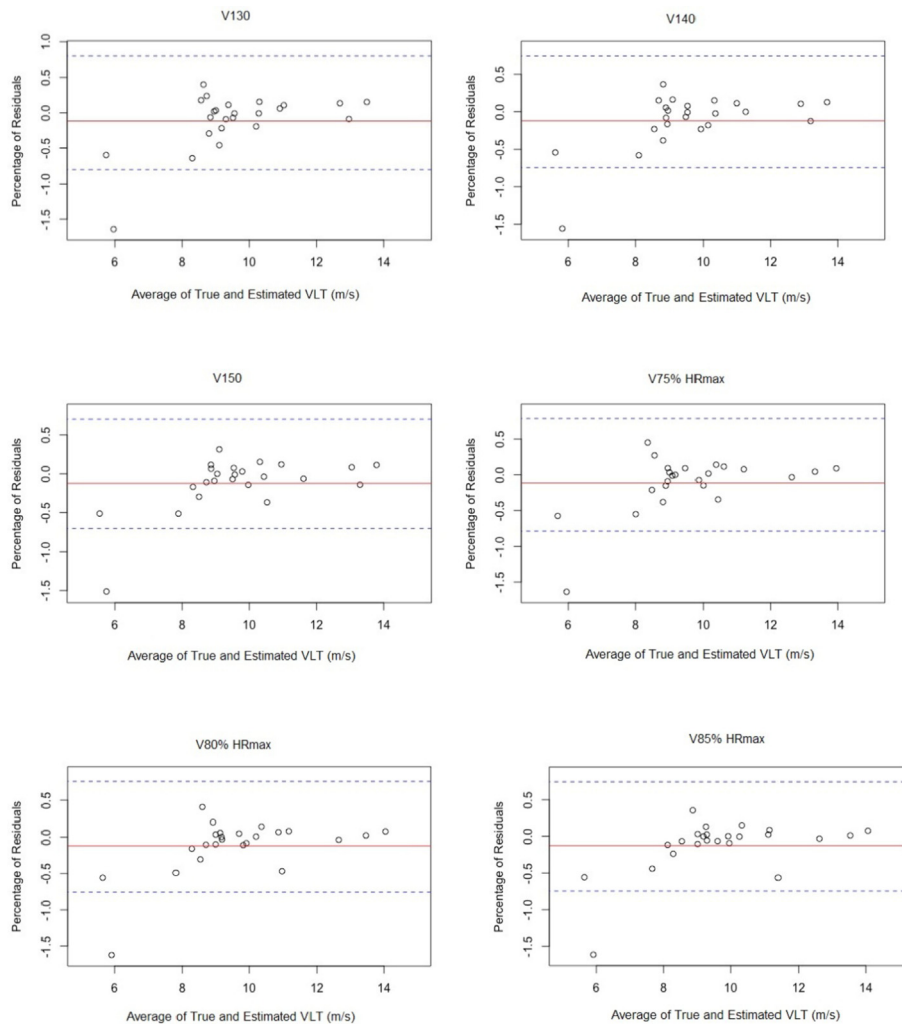 V130
Percentage of Residuals
1.0
0.5
0.0
-0.5
-1.0
-1.5
6 8 10 12 14
Average of True and Estimated VLT (m/s)
V140
Percentage of Residuals
0.5
0.0
-0.5
-1.0
-1.5
6 8 10 12 14
Average of True and Estimated VLT (m/s)
V150
Percentage of Residuals
0.5
0.0
-0.5
-1.0
-1.5
6 8 10 12 14
Average of True and Estimated VLT (m/s)
V75% HRmax
Percentage of Residuals
0.5
0.0
-0.5
-1.0
-1.5
6 8 10 12 14
Average of True and Estimated VLT (m/s)
V80% HRmax
Percentage of Residuals
0.5
0.0
-0.5
-1.0
-1.5
6 8 10 12 14
Average of True and Estimated VLT (m/s)
V85% HRmax
Percentage of Residuals
0.5
0.0
-0.5
-1.0
-1.5
6 8 10 12 14
Average of True and Estimated VLT (m/s)